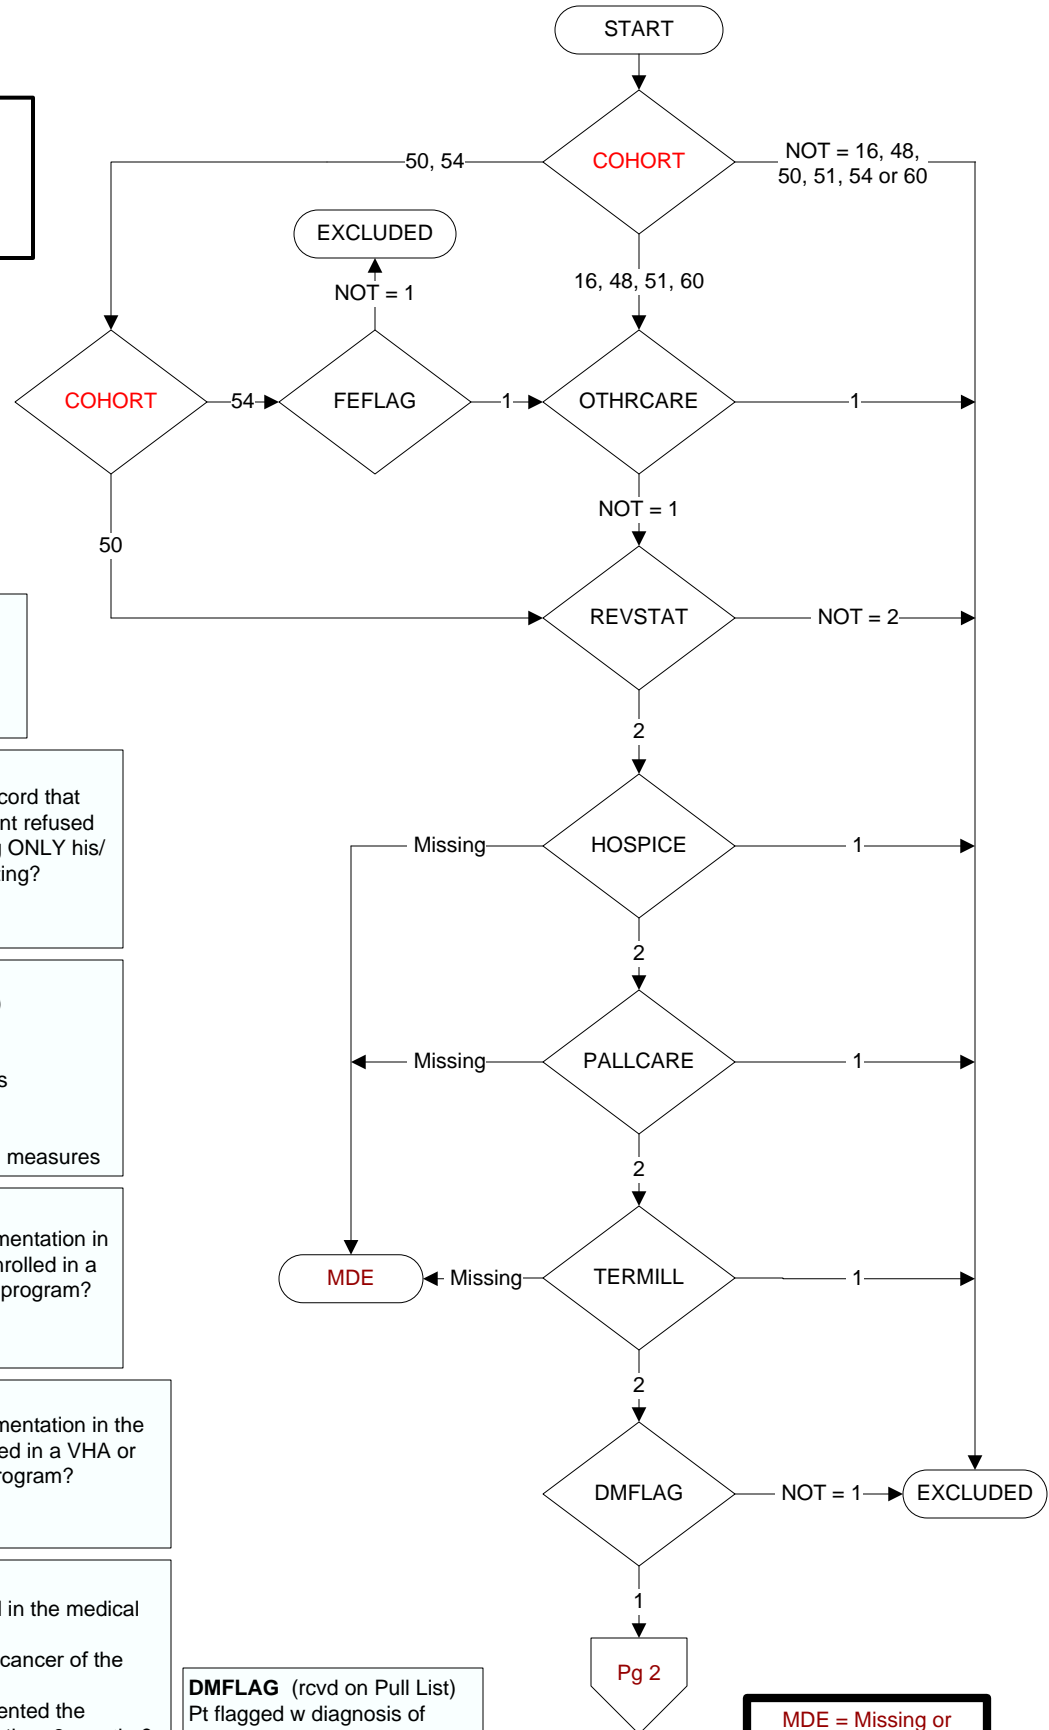 START
COHORT
50, 54
NOT = 16, 48,
50, 51, 54 or 60
EXCLUDED
NOT = 1
16, 48, 51, 60
COHORT
54
FEFLAG
1
OTHRCARE
1
NOT = 1
50
REVSTAT
NOT = 2
2
cord that
nt refused
ONLY his/
ting?
Missing
HOSPICE
1
2
s
measures
Missing
PALLCARE
1
2
mentation in
nrolled in a
program?
MDE
Missing
TERMILL
1
2
mentation in the
ed in a VHA or
rogram?
DMFLAG
NOT = 1
EXCLUDED
1
in the medical
cancer of the
ented the
Pg 2
DMFLAG (rcvd on Pull List)
Pt flagged w diagnosis of
MDE = Missing or